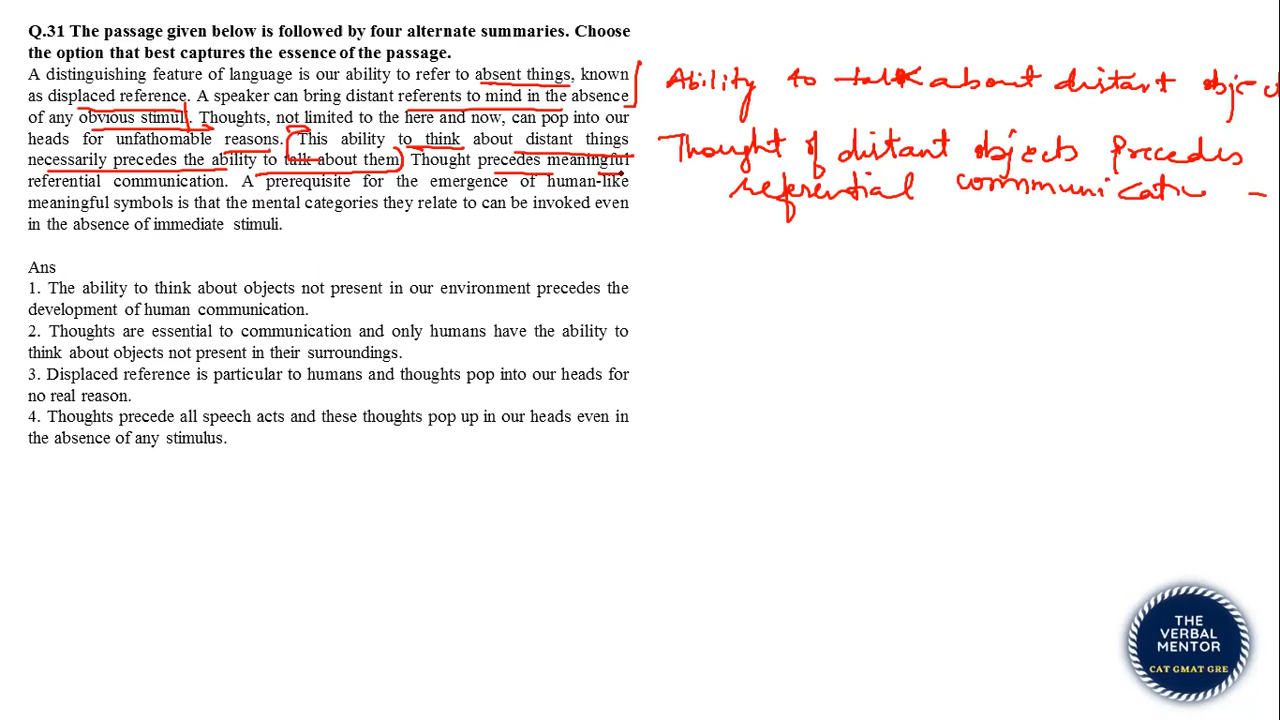 Q.31 The passage given below is followed by four alternate summaries. Choose
the option that best captures the essence of the passage.
A distinguishing feature of language is our ability to refer to absent things, known
as displaced reference. A speaker can bring distant referents to mind in the absence
of any obvious stimuli. Thoughts, not limited to the here and now, can pop into our
heads for unfathomable reasons. This ability to think about distant things
necessarily precedes the ability to talk about them. Thought precedes meaningful
referential communication. A prerequisite for the emergence of human-like
meaningful symbols is that the mental categories they relate to can be invoked even
in the absence of immediate stimuli.
Ans
1. The ability to think about objects not present in our environment precedes the
development of human communication.
2. Thoughts are essential to communication and only humans have the ability to
think about objects not present in their surroundings.
3. Displaced reference is particular to humans and thoughts pop into our heads for
no real reason.
4. Thoughts precede all speech acts and these thoughts pop up in our heads even in
the absence of any stimulus.
Ability to talk about distant objec
Thought of distant objects precedes
referential communicatio -
THE
VERBAL
MENTOR
CAT GMAT GRE